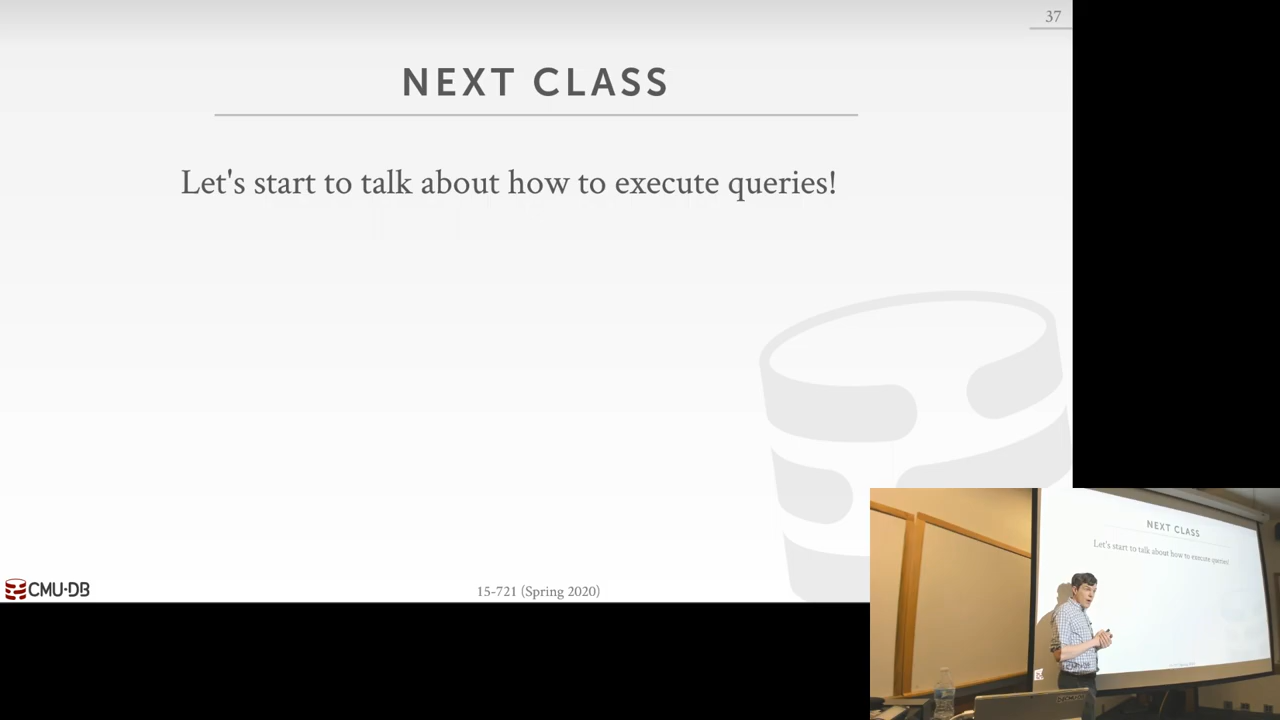 37
NEXT CLASS
Let's start to talk about how to execute queries!
CMU·DB
15-721 (Spring 2020)
NEXT CLASS
Let's start to talk about how to execute queries!